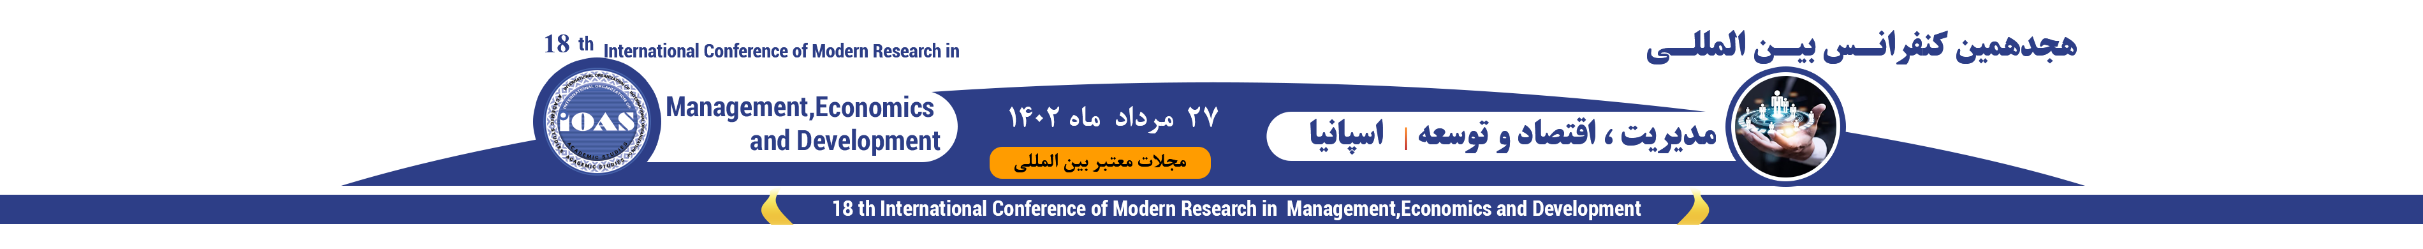 هجدهمین کنفرانس بین المللی
مدیریت ، اقتصاد و توسعه | اسپانیا
۲۷ مرداد ماه ۱۴۰۲
مجلات معتبر بین المللی
18 th International Conference of Modern Research in
Management,Economics
and Development
iOAS
18 th International Conference of Modern Research in Management,Economics and Development